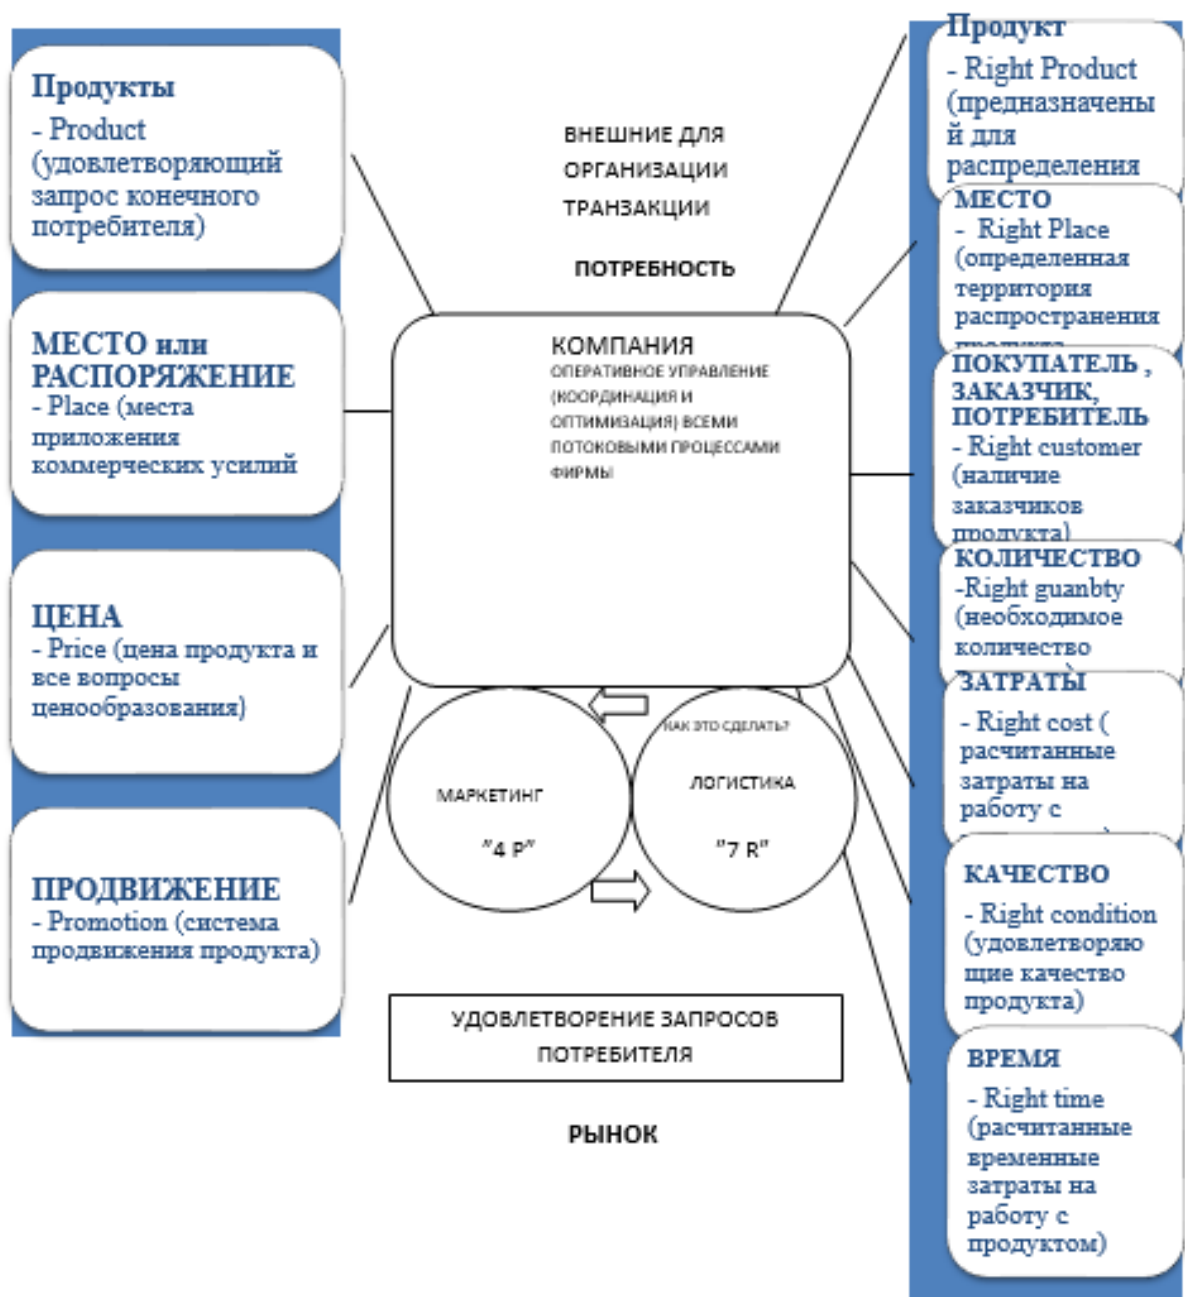 Продукты
- Product
(удовлетворяющий
запрос конечного
потребителя)
МЕСТО или
РАСПОРЯЖЕНИЕ
- Place (места
приложения
коммерческих усилий
ЦЕНА
- Price (цена продукта и
все вопросы
ценообразования)
ПРОДВИЖЕНИЕ
- Promotion (система
продвижения продукта)
ВНЕШНИЕ ДЛЯ
ОРГАНИЗАЦИИ
ТРАНЗАКЦИИ
ПОТРЕБНОСТЬ
КОМПАНИЯ
ОПЕРАТИВНОЕ УПРАВЛЕНИЕ
(КООРДИНАЦИЯ И
ОПТИМИЗАЦИЯ) ВСЕМИ
ПОТОКОВЫМИ ПРОЦЕССАМИ
ФИРМЫ
МАРКЕТИНГ
"4 P"
КАК ЭТО СДЕЛАТЬ?
ЛОГИСТИКА
"7 R"
УДОВЛЕТВОРЕНИЕ ЗАПРОСОВ
ПОТРЕБИТЕЛЯ
РЫНОК
Продукт
- Right Product
(предназначены
й для
распределения
МЕСТО
- Right Place
(определенная
территория
распространения
продукта
ПОКУПАТЕЛЬ ,
ЗАКАЗЧИК,
ПОТРЕБИТЕЛЬ
- Right customer
(наличие
заказчиков
продукта)
КОЛИЧЕСТВО
-Right guanbty
(необходимое
количество
ЗАТРАТЫ
- Right cost (
расчитанные
затраты на
работу с
КАЧЕСТВО
- Right condition
(удовлетворяю
щие качество
продукта)
ВРЕМЯ
- Right time
(расчитанные
временные
затраты на
работу с
продуктом)